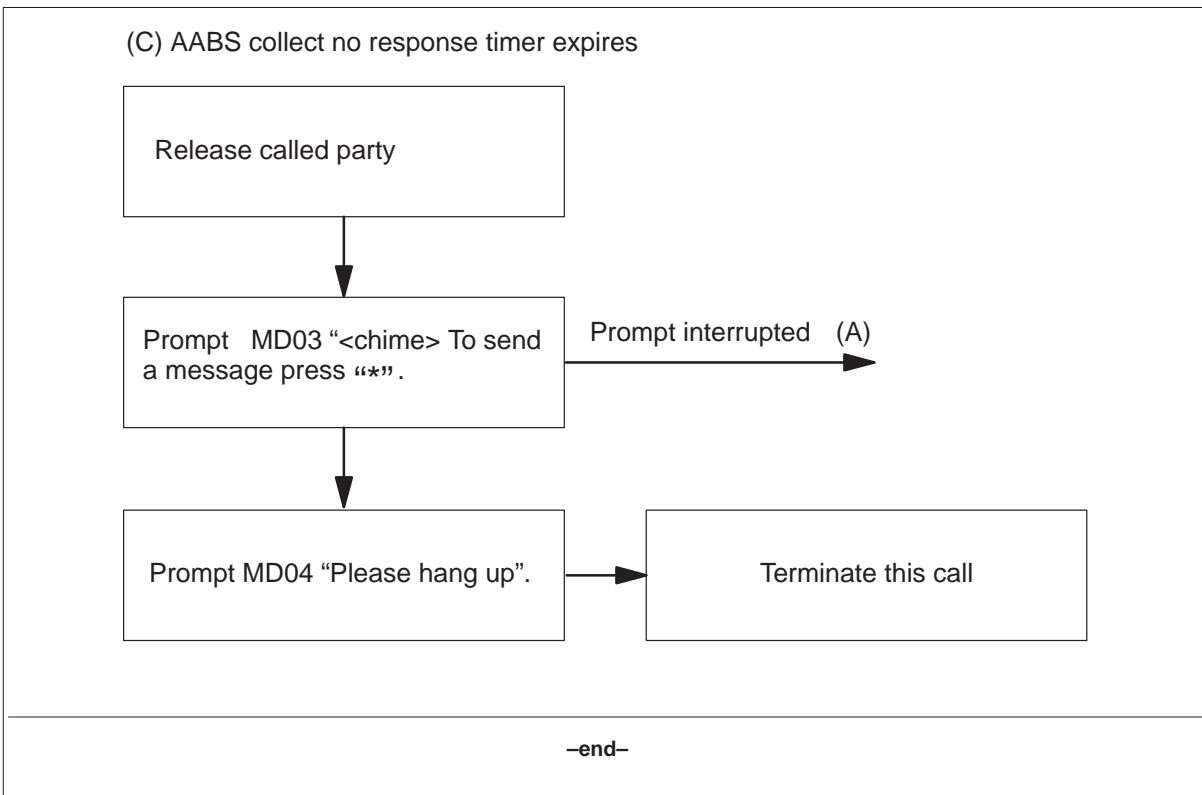 (C) AABS collect no response timer expires
Release called party
Prompt MD03 “<chime> To send
a message press “*”.
Prompt interrupted (A)
Prompt MD04 “Please hang up”.
Terminate this call
–end–